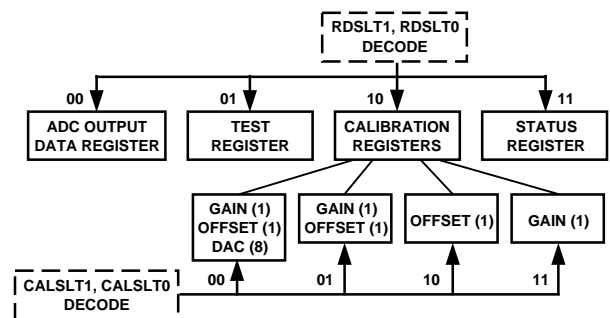 RDSLT1, RDSLT0
DECODE
00
01
10
11
ADC OUTPUT
DATA REGISTER
TEST
REGISTER
CALIBRATION
REGISTERS
STATUS
REGISTER
GAIN (1)
OFFSET (1)
DAC (8)
GAIN (1)
OFFSET (1)
OFFSET (1)
GAIN (1)
CALSLT1, CALSLT0
DECODE
00
01
10
11